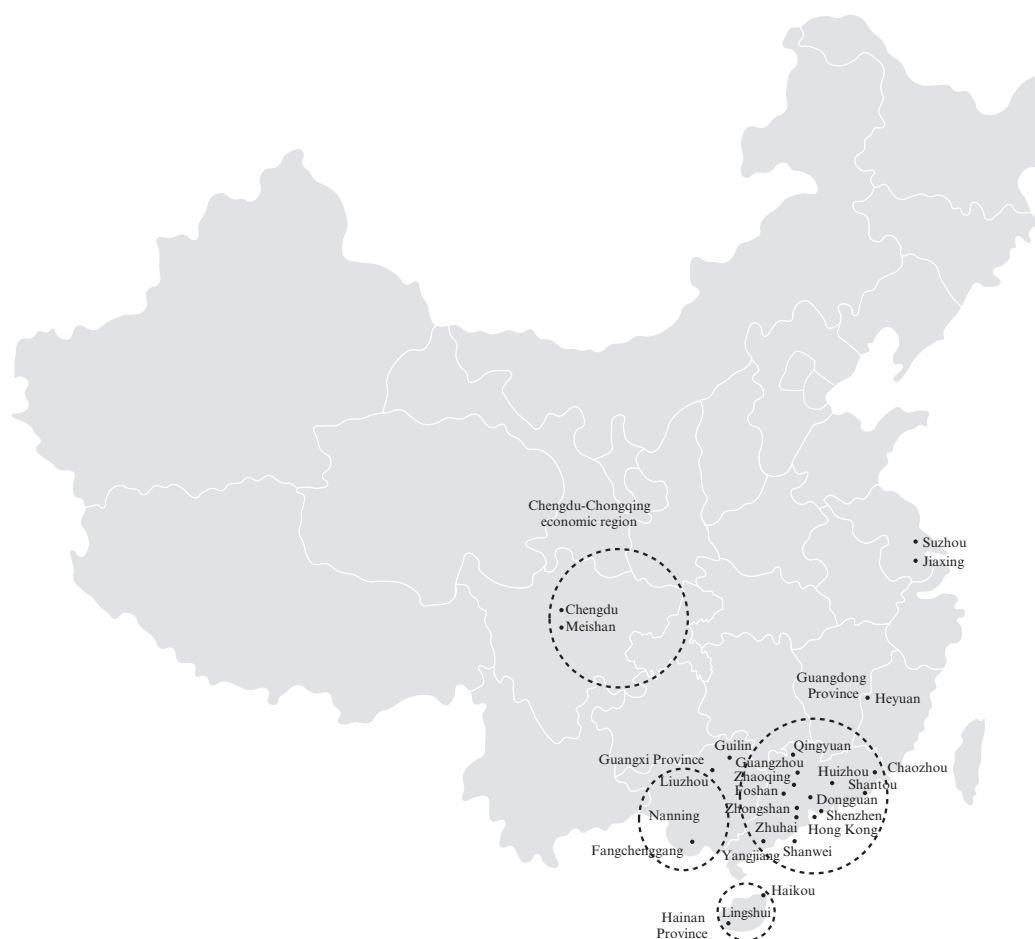 Chengdu-Chongqing
economic region
Suzhou
Jiaxing
Chengdu
Meishan
Guangdong
Province
Heyuan
Guilin
Qingyuan
Guangxi Province
Guangzhou
Zhaoqing
Huizhou
Chaozhou
Liuzhou
Foshan
Shantou
Dongguan
Zhongshan
Nanning
Shenzhen
Zhuhai
Hong Kong
Fangchenggang
Yangjiang
Shanwei
Haikou
Lingshui
Hainan
Province